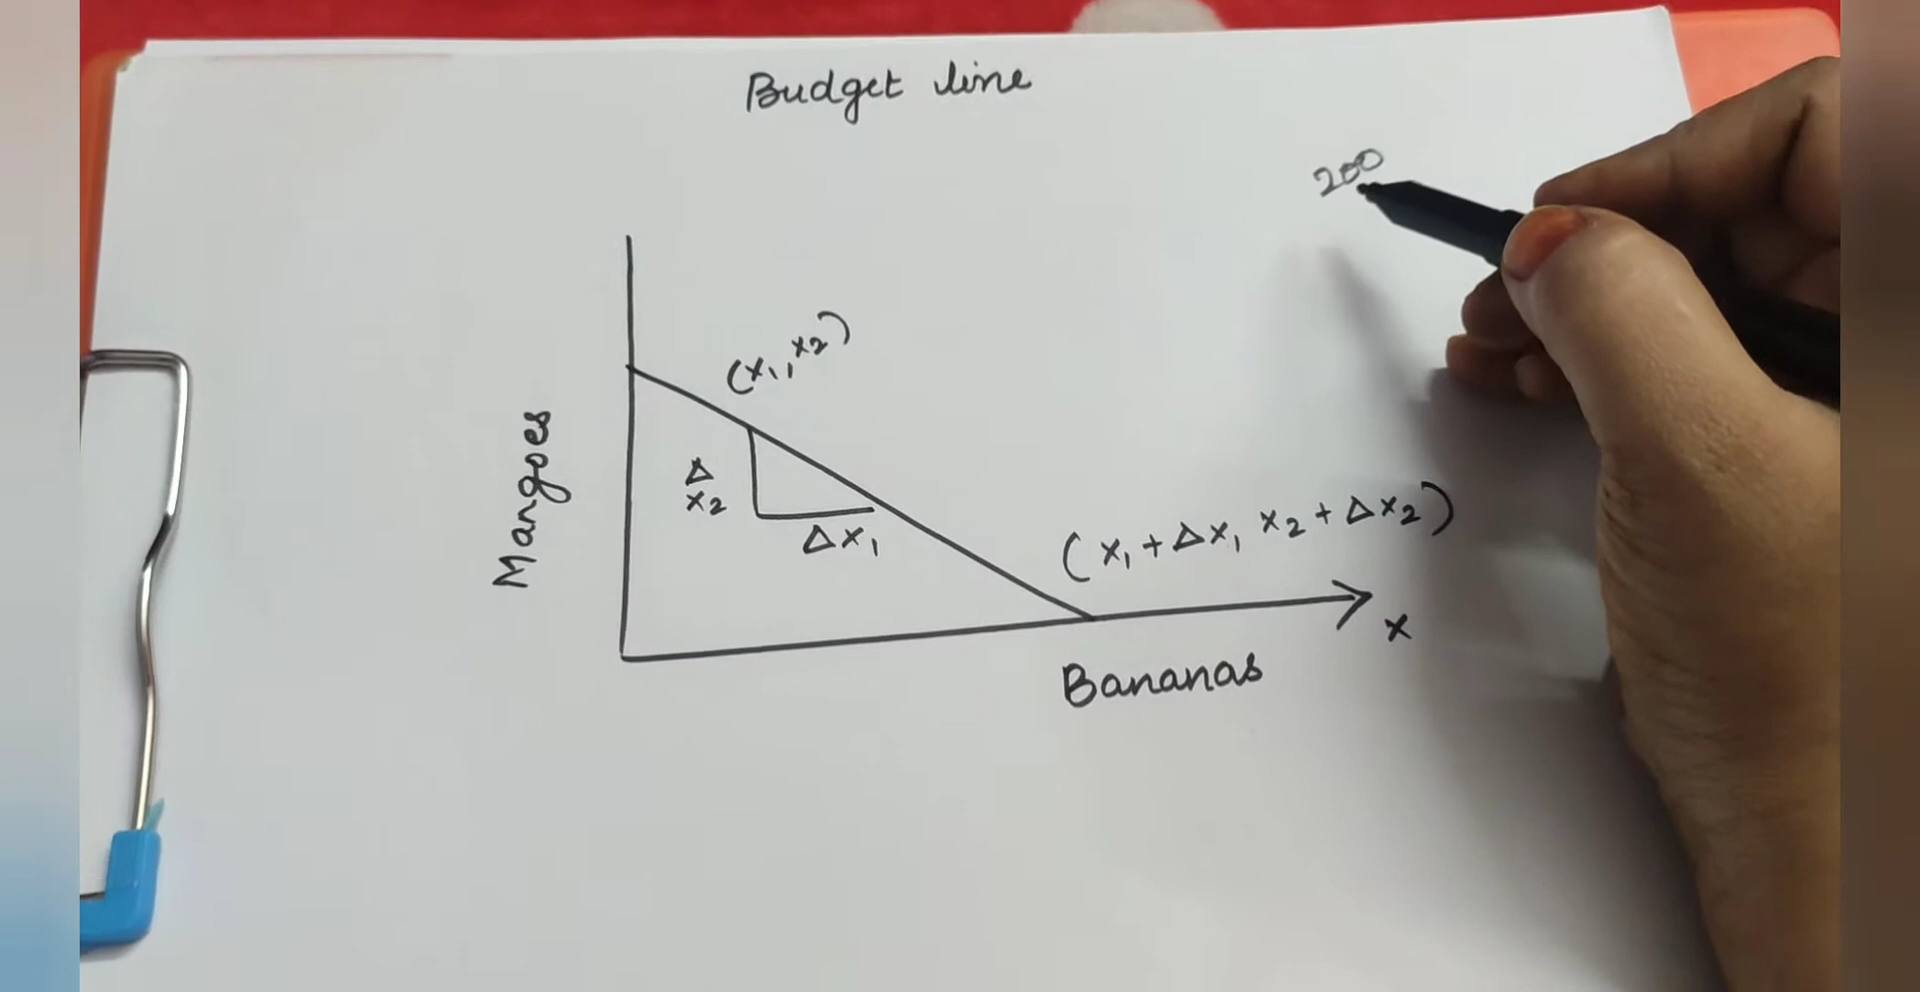 Budget line
200
(x₁, x₂)
Mangoes
Δ
x₂
Δx₁
(x₁ + Δx₁ x₂ + Δx₂)
x
Bananas